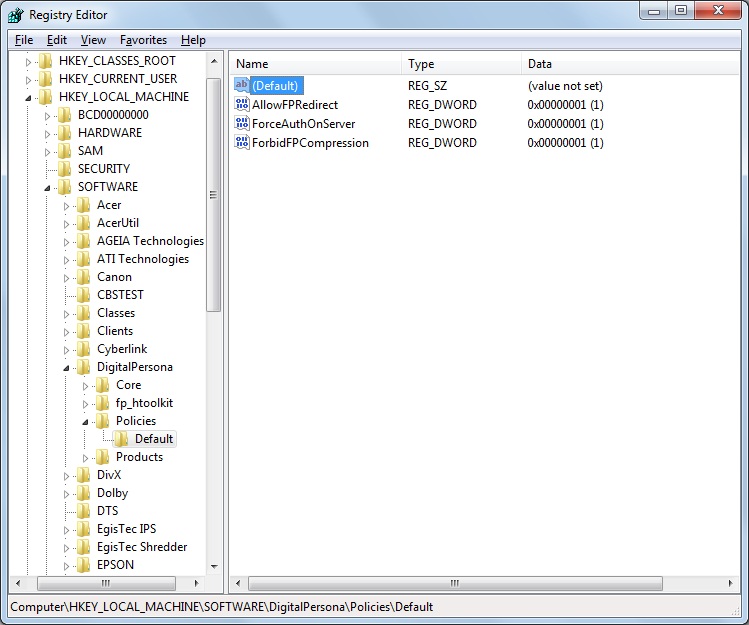 Registry Editor
File Edit View Favorites Help
HKEY_CLASSES_ROOT
HKEY_CURRENT_USER
HKEY_LOCAL_MACHINE
BCD00000000
HARDWARE
SAM
SECURITY
SOFTWARE
Acer
AcerUtil
AGEIA Technologies
ATI Technologies
Canon
CBSTEST
Classes
Clients
Cyberlink
DigitalPersona
Core
fp_htoolkit
Policies
Default
Products
DivX
Dolby
DTS
EgisTec IPS
EgisTec Shredder
EPSON
Name Type Data
ab (Default) REG_SZ (value not set)
AllowFPRedirect REG_DWORD 0x00000001 (1)
ForceAuthOnServer REG_DWORD 0x00000001 (1)
ForbidFPCompression REG_DWORD 0x00000001 (1)
Computer\HKEY_LOCAL_MACHINE\SOFTWARE\DigitalPersona\Policies\Default